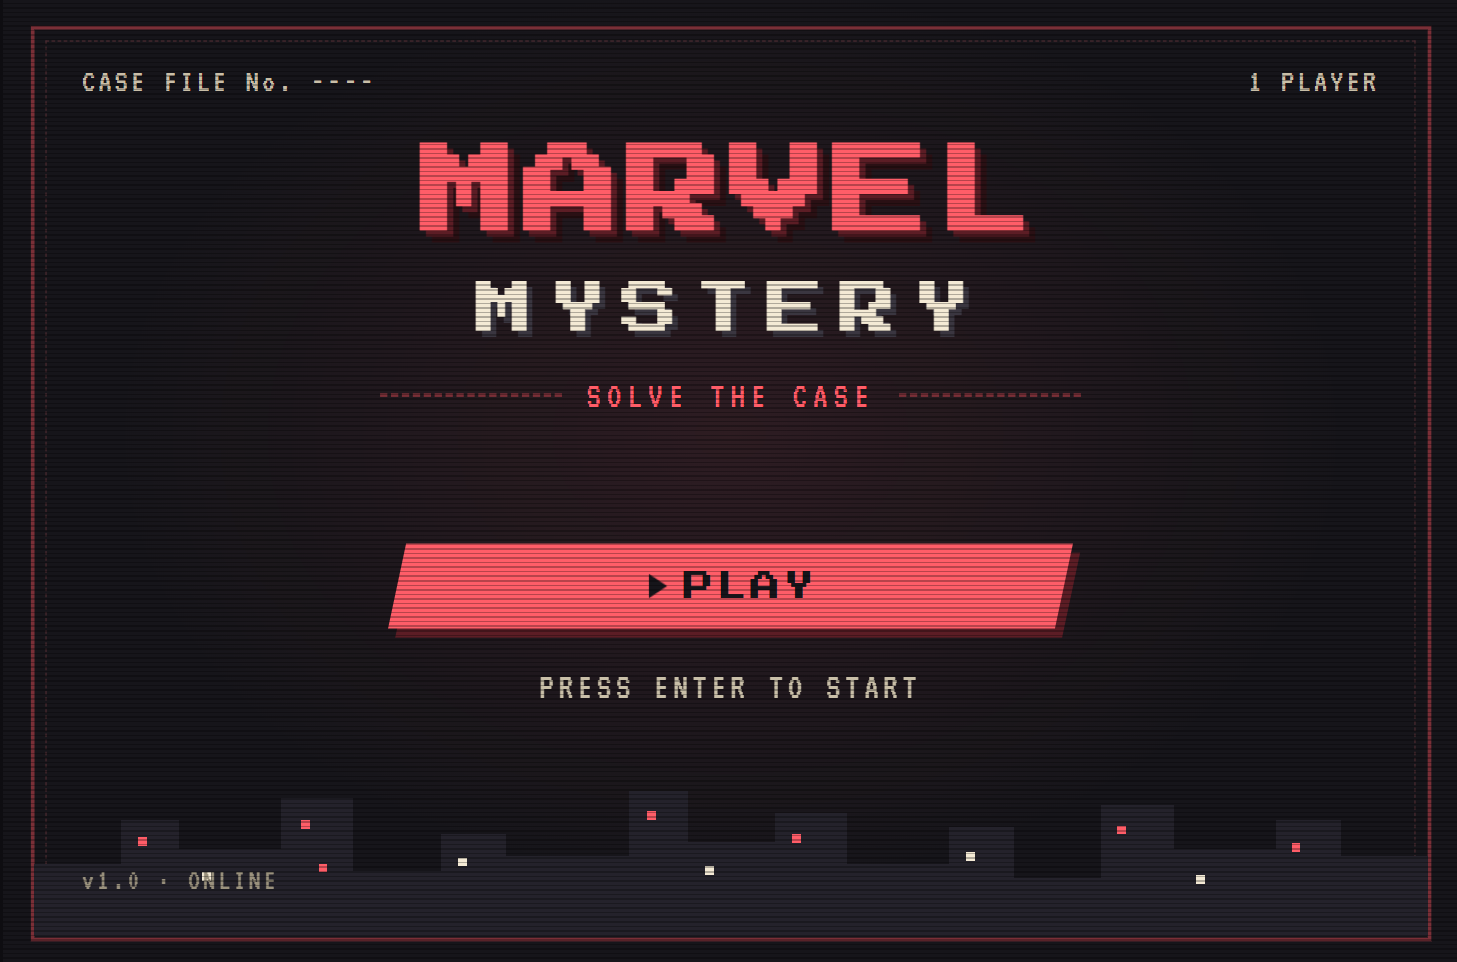 CASE FILE No. ----
1 PLAYER
MARVEL
MYSTERY
SOLVE THE CASE
PLAY
PRESS ENTER TO START
v1.0 · ONLINE